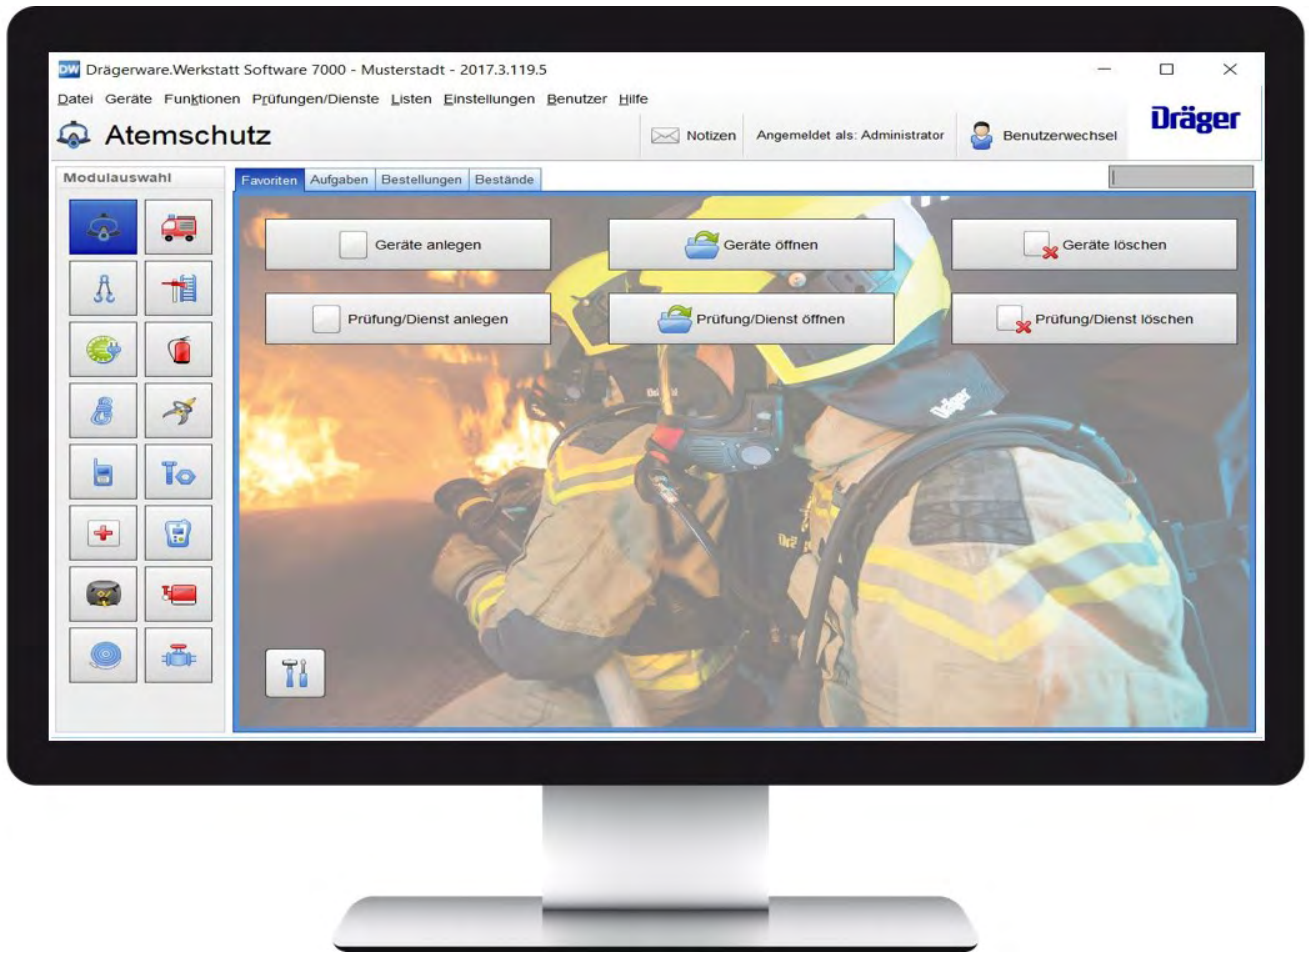 DW Drägerware.Werkstatt Software 7000 - Musterstadt - 2017.3.119.5
Datei Geräte Funktionen Prüfungen/Dienste Listen Einstellungen Benutzer Hilfe
Atemschutz
Notizen Angemeldet als: Administrator Benutzerwechsel
Dräger
Modulauswahl
Favoriten Aufgaben Bestellungen Bestände
Geräte anlegen Geräte öffnen Geräte löschen
Prüfung/Dienst anlegen Prüfung/Dienst öffnen Prüfung/Dienst löschen
Dräger